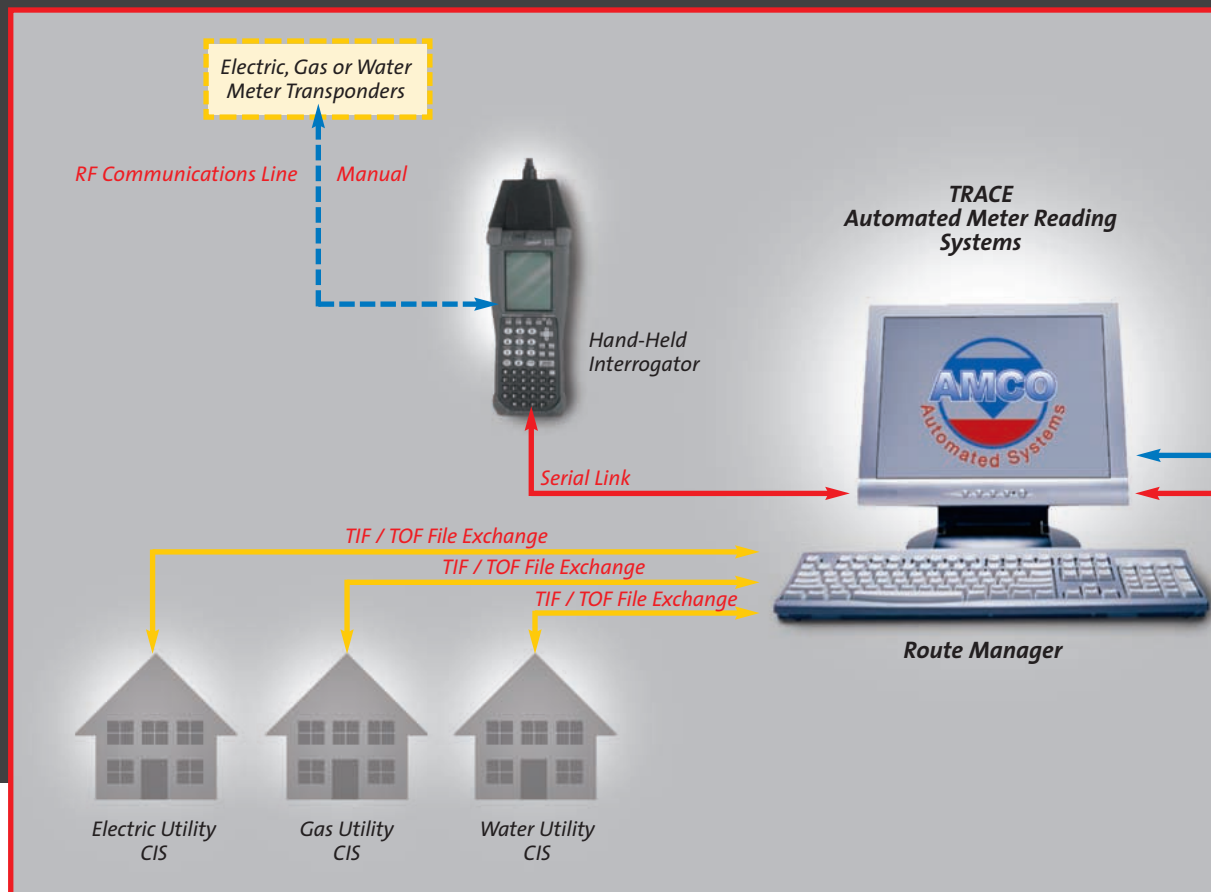 Electric, Gas or Water
Meter Transponders
RF Communications Line
Manual
TRACE
Automated Meter Reading
Systems
Hand-Held
Interrogator
AMCO
Automated Systems
Serial Link
TIF / TOF File Exchange
TIF / TOF File Exchange
TIF / TOF File Exchange
Route Manager
Electric Utility
CIS
Gas Utility
CIS
Water Utility
CIS